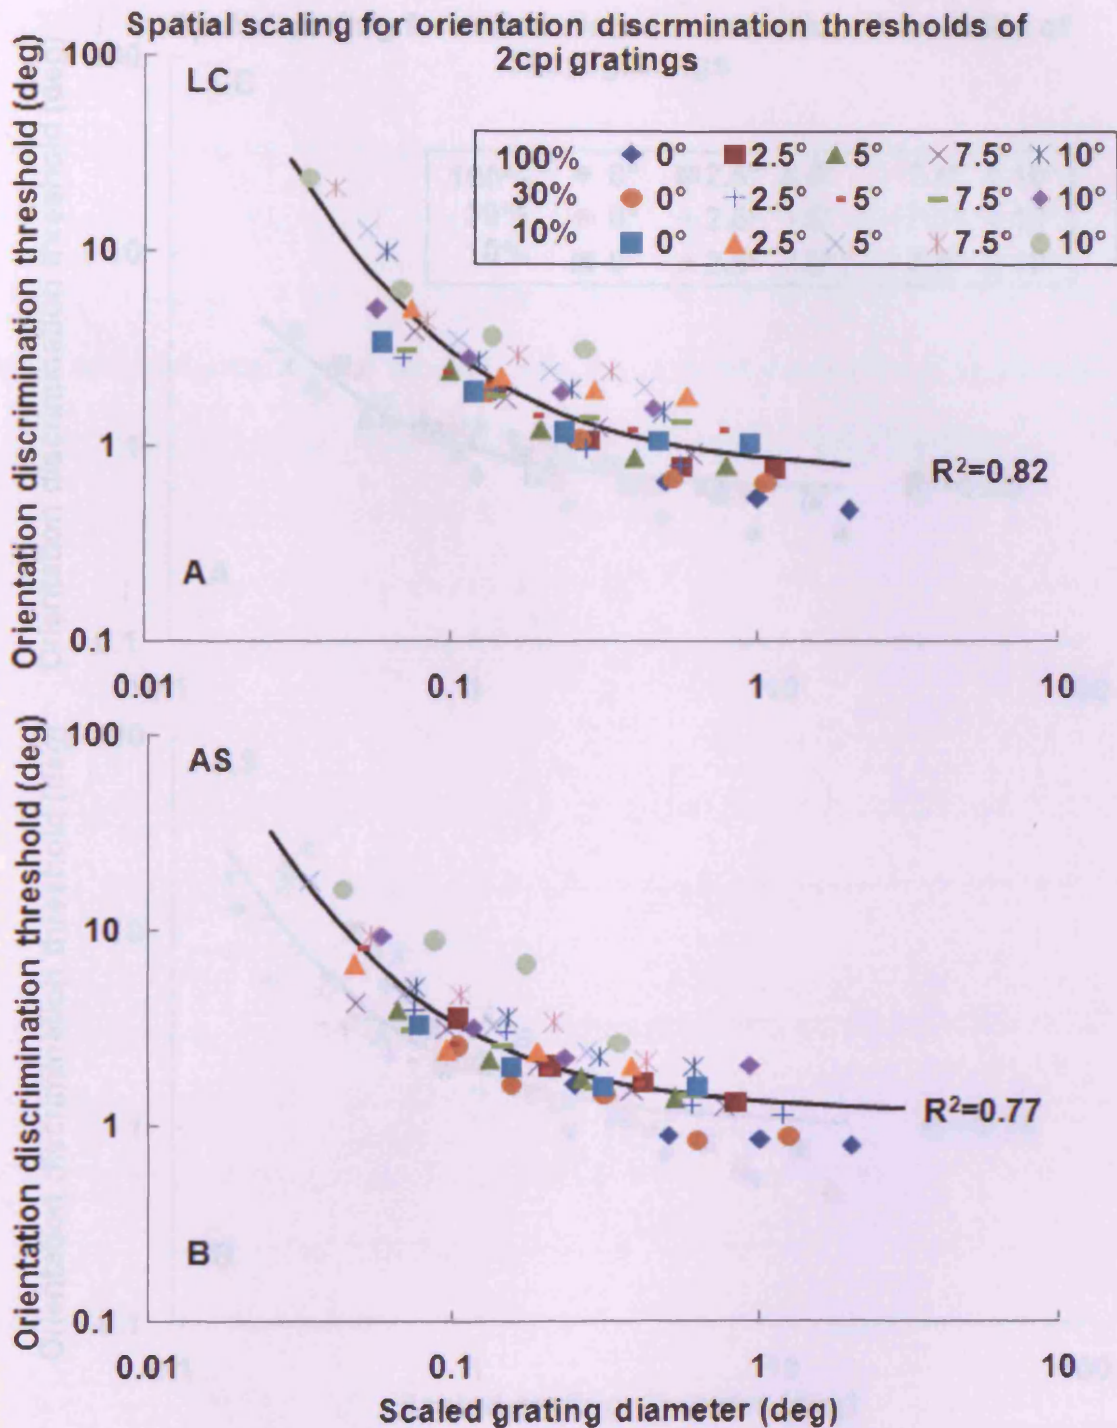 Spatial scaling for orientation discrmination thresholds of
2cpi gratings
Orientation discrimination threshold (deg)
100
10
1
0.1
LC
100% 0° 2.5° 5° 7.5° 10°
30% 0° 2.5° 5° 7.5° 10°
10% 0° 2.5° 5° 7.5° 10°
R²=0.82
A
0.01 0.1 1 10
Orientation discrimination threshold (deg)
100
10
1
0.1
AS
R²=0.77
B
0.01 0.1 1 10
Scaled grating diameter (deg)